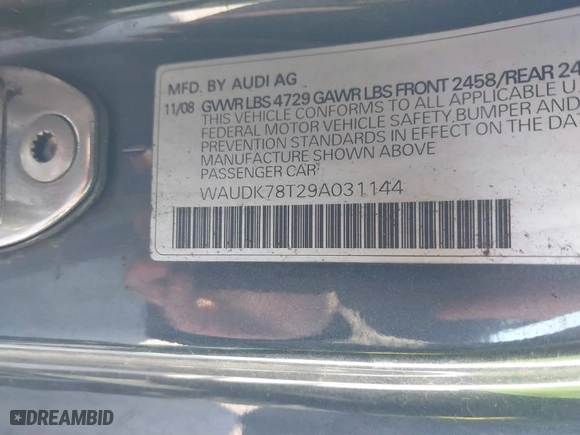 MFD. BY AUDI AG
11/08 GVWR LBS 4729 GAWR LBS FRONT 2458/REAR 24
THIS VEHICLE CONFORMS TO ALL APPLICABLE U.
FEDERAL MOTOR VEHICLE SAFETY, BUMPER AND
PREVENTION STANDARDS IN EFFECT ON THE DA
MANUFACTURE SHOWN ABOVE
PASSENGER CAR
WAUDK78T29A031144
DREAMBID